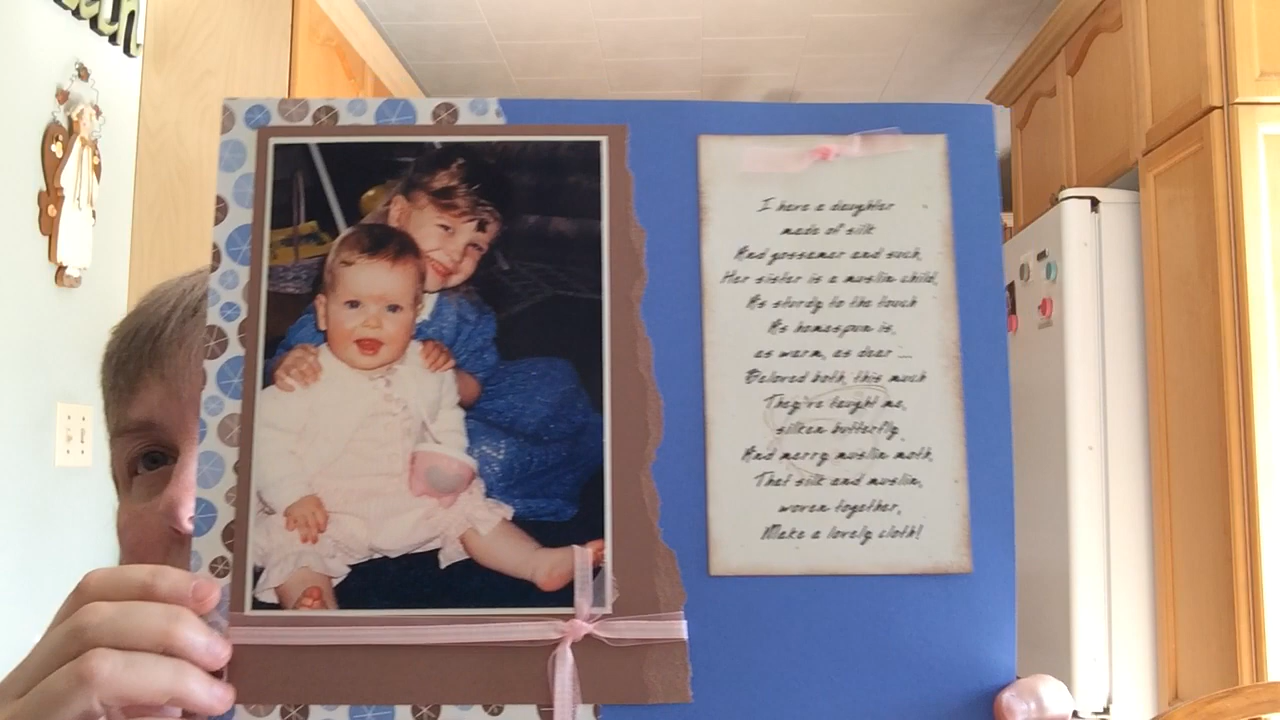 I have a daughter
made of silk
And gossamer and such,
Her sister is a muslin child,
As sturdy to the touch
As homespun is,
as warm, as dear ....
Beloved both, this much
They've taught me,
silken butterfly,
And merry muslin moth,
That silk and muslin,
woven together,
Make a lovely cloth!